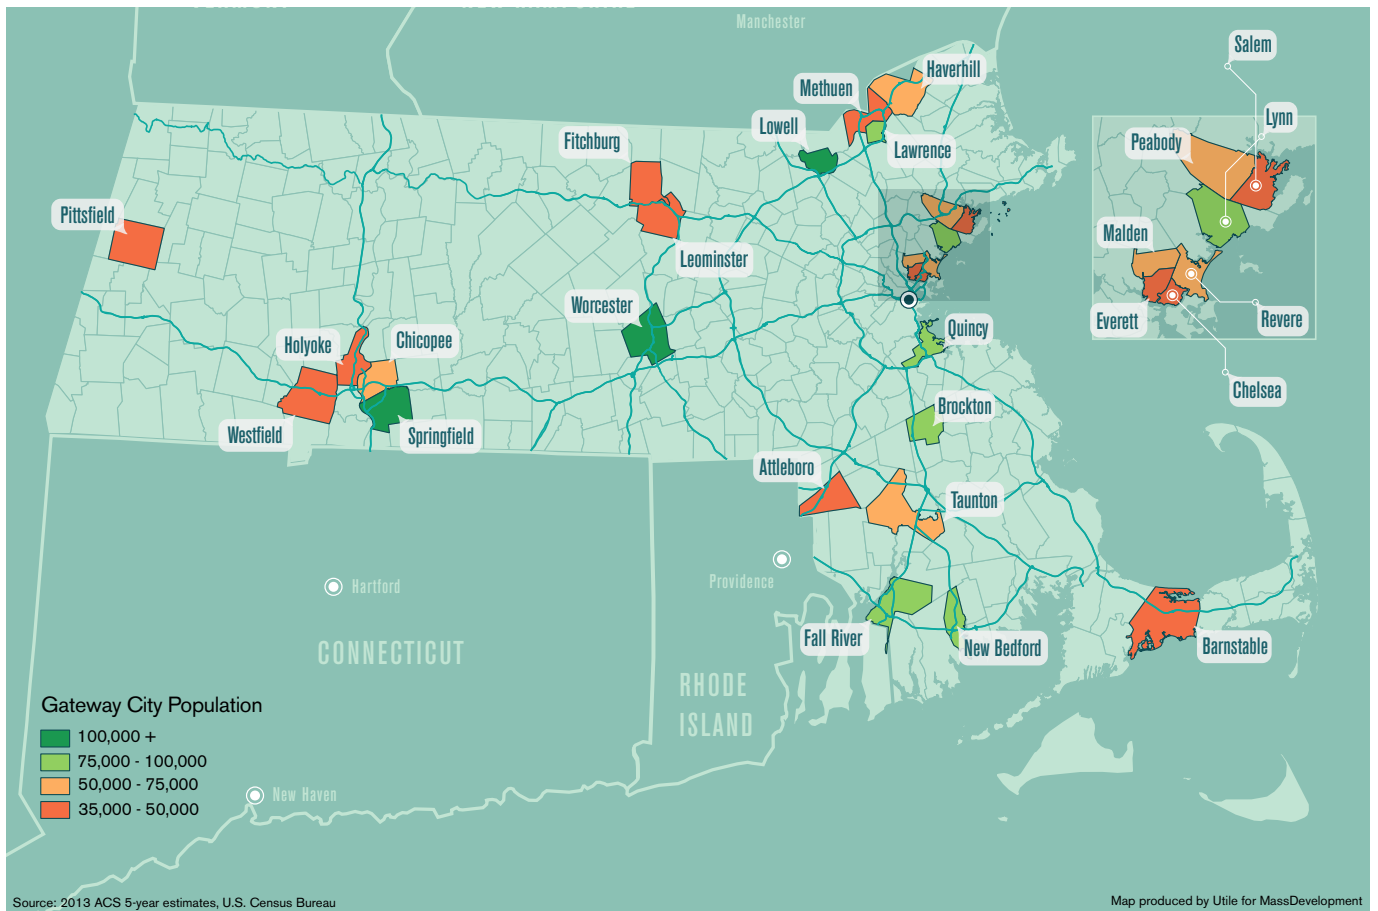 VERMONT
NEW HAMPSHIRE
Manchester
Salem
Haverhill
Methuen
Lynn
Lowell
Peabody
Fitchburg
Lawrence
Pittsfield
Malden
Leominster
Worcester
Everett
Revere
Quincy
Holyoke
Chicopee
Chelsea
Brockton
Westfield
Springfield
Attleboro
Taunton
Providence
Hartford
Fall River
New Bedford
Barnstable
CONNECTICUT
RHODE
ISLAND
Gateway City Population
100,000 +
75,000 - 100,000
50,000 - 75,000
35,000 - 50,000
New Haven
Source: 2013 ACS 5-year estimates, U.S. Census Bureau
Map produced by Utile for MassDevelopment